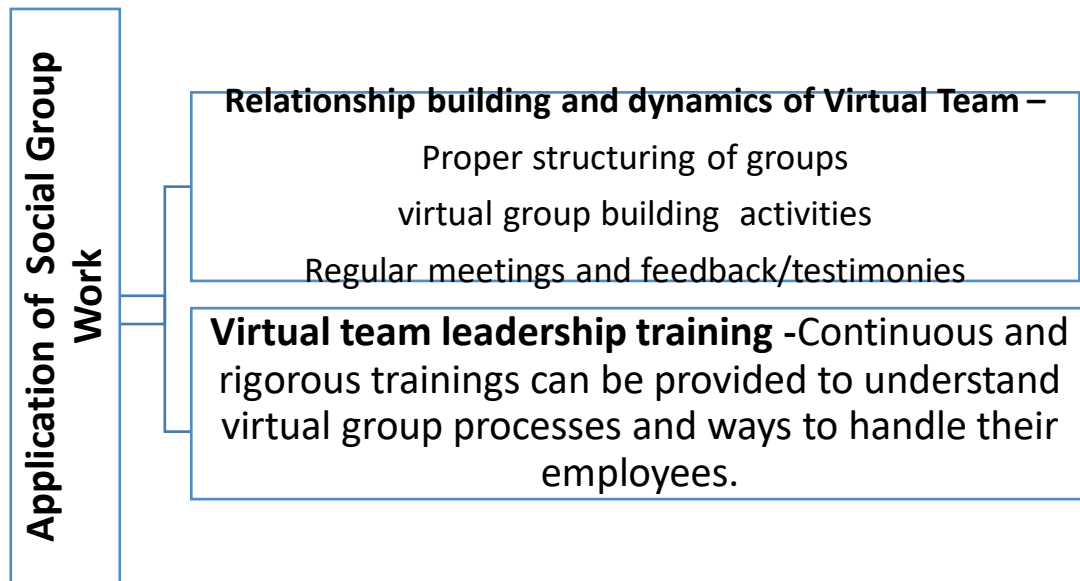 Application of Social Group
Work
Relationship building and dynamics of Virtual Team –
Proper structuring of groups
virtual group building activities
Regular meetings and feedback/testimonies
Virtual team leadership training -Continuous and
rigorous trainings can be provided to understand
virtual group processes and ways to handle their
employees.